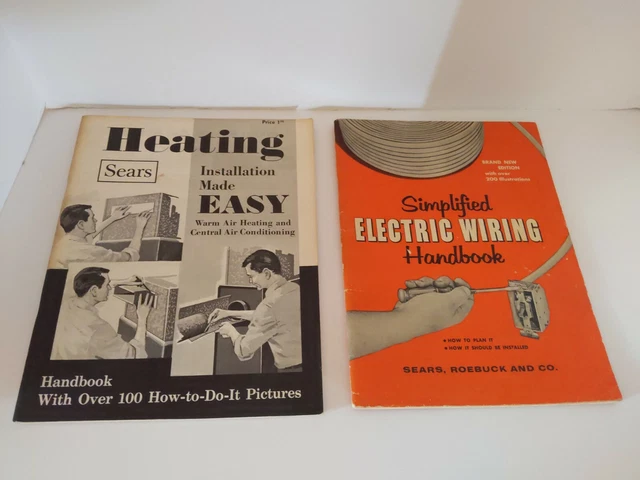 Price 1.00
Heating
Sears
Installation
Made
EASY
Warm Air Heating and
Central Air Conditioning
Handbook
With Over 100 How-to-Do-It Pictures
BRAND NEW
EDITION
with over
200 Illustrations
Simplified
ELECTRIC WIRING
Handbook
• HOW TO PLAN IT
• HOW IT SHOULD BE INSTALLED
SEARS, ROEBUCK AND CO.